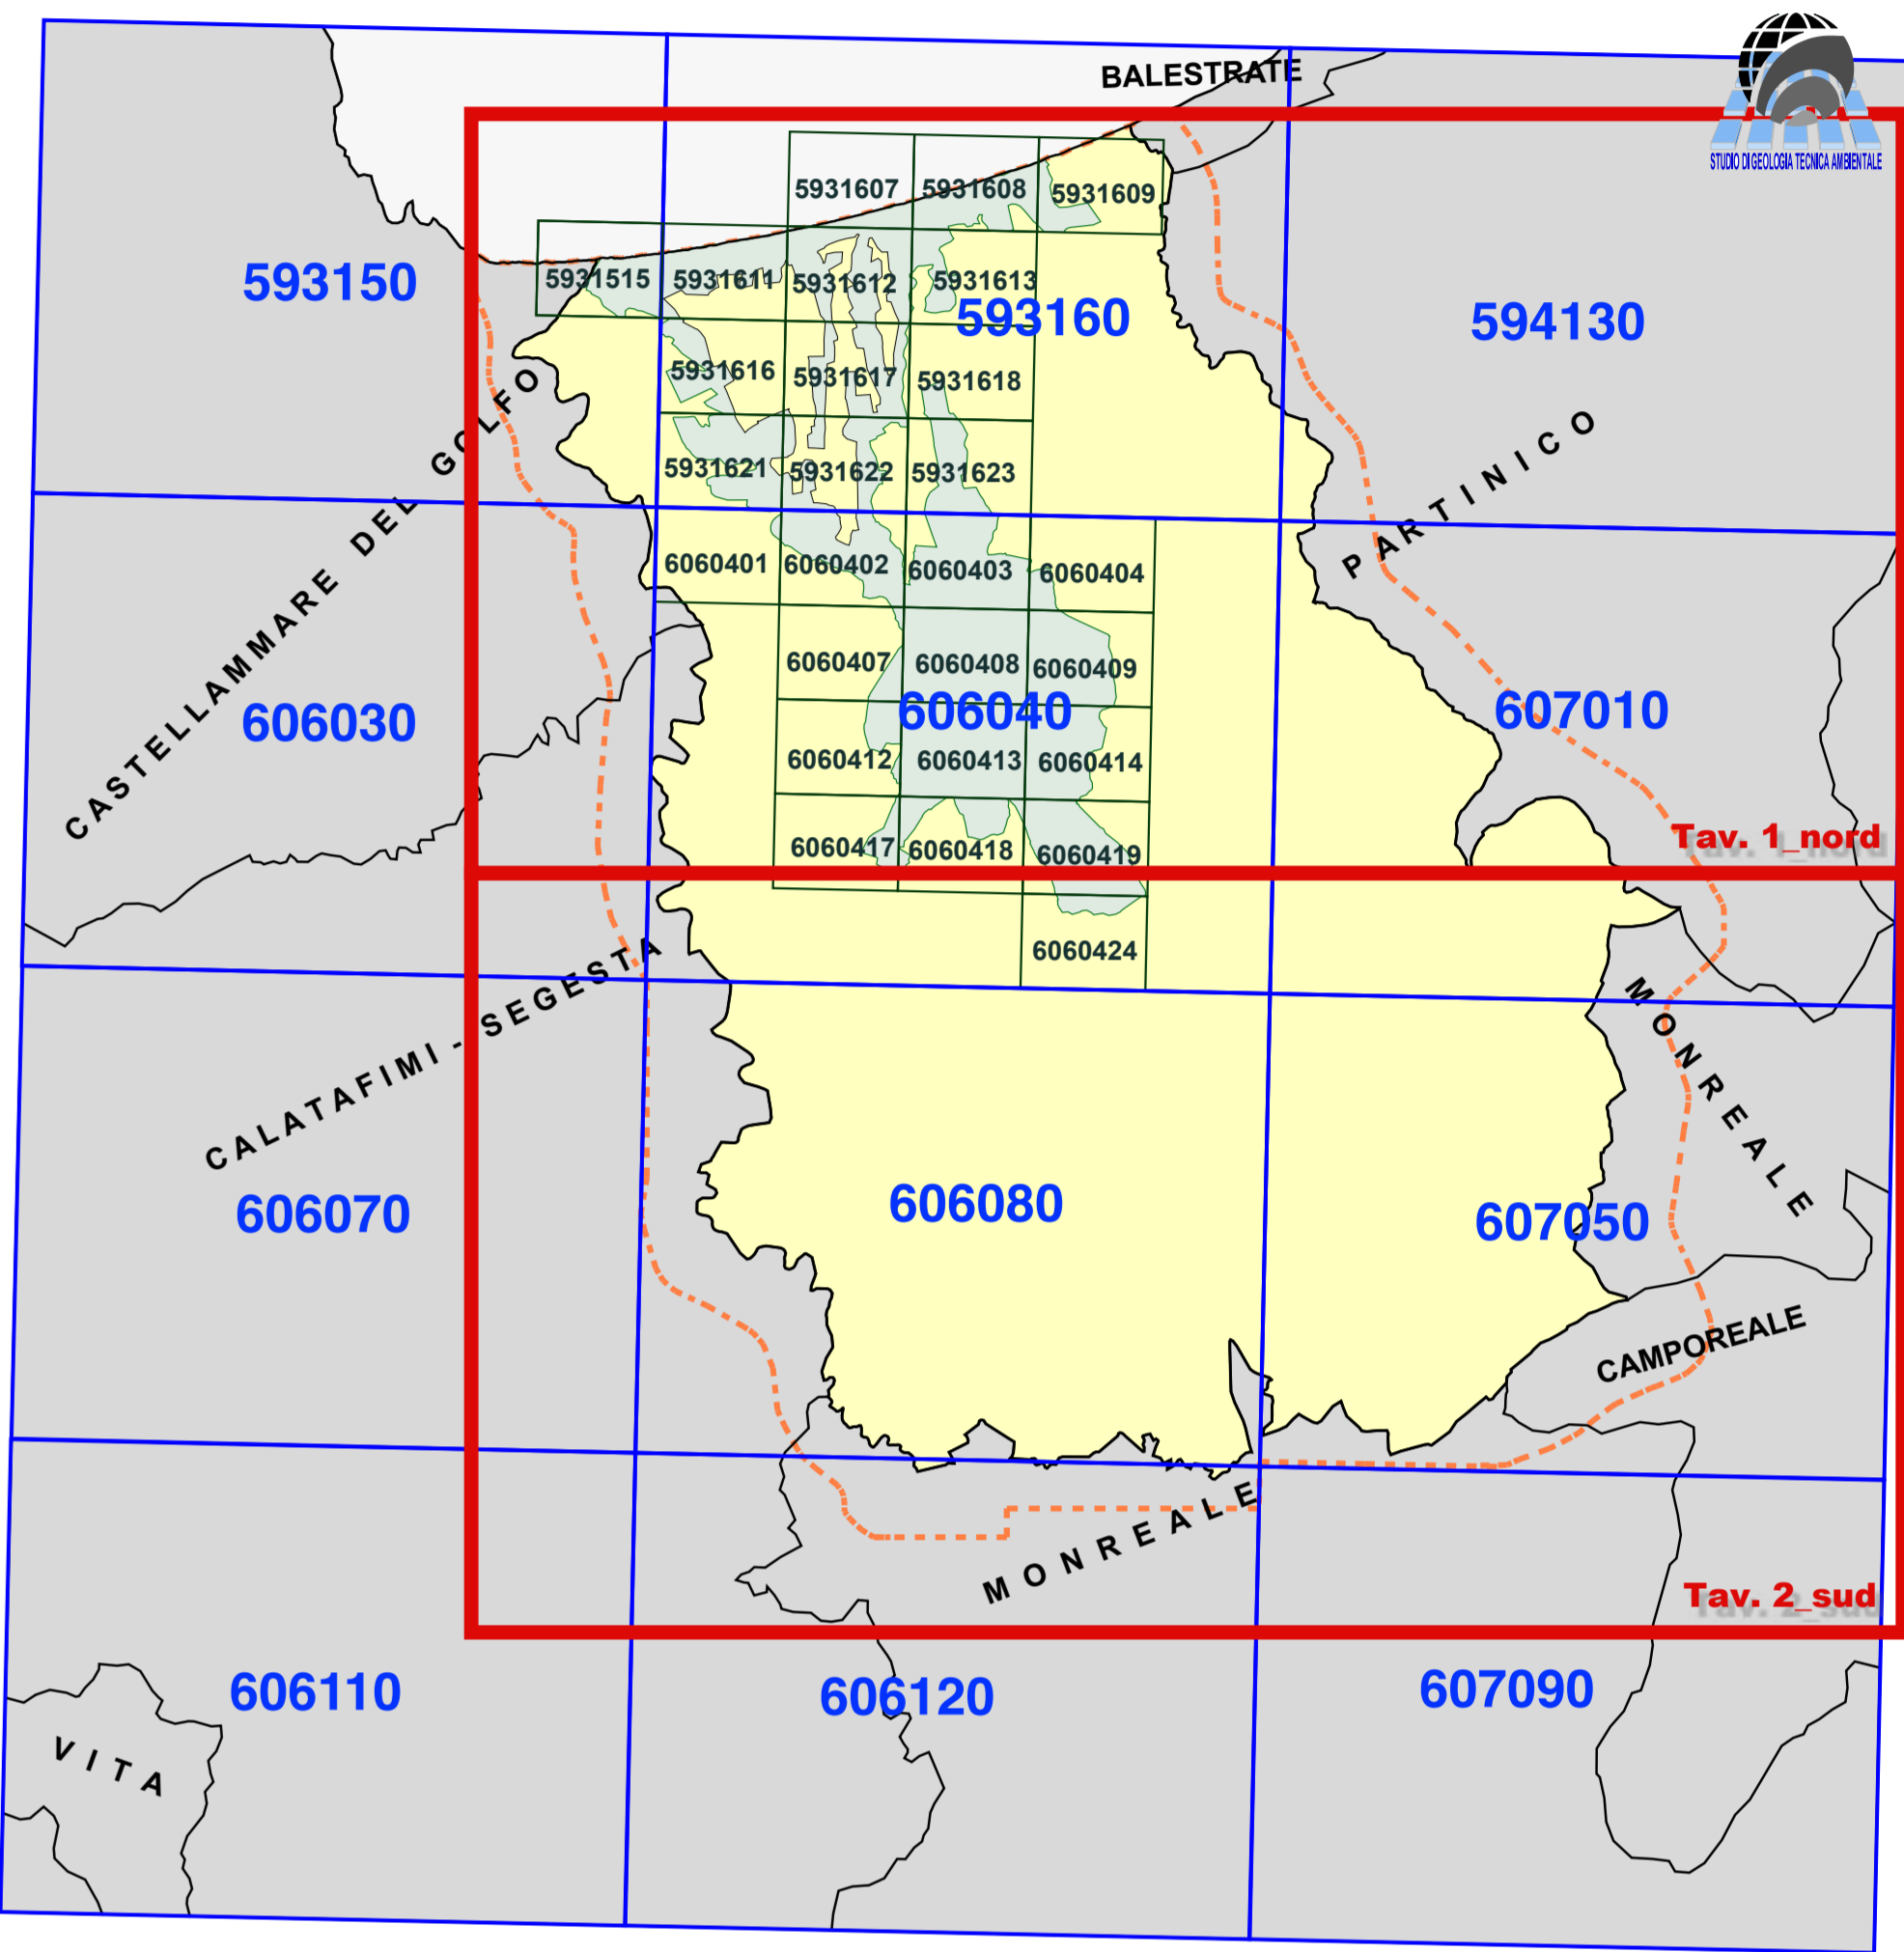 BALESTRATE
STUDIO DI GEOLOGIA TECNICA AMBIENTALE
5931607 5931608 5931609
593150 5931515 5931611 5931612 5931613
593160 594130
5931616 5931617 5931618
CASTELLAMMARE DEL GOLFO
PARTINICO
5931621 5931622 5931623
6060401 6060402 6060403 6060404
6060407 6060408 6060409
606030 606040 607010
6060412 6060413 6060414
6060417 6060418 6060419
Tav. 1_nord
6060424
CALATAFIMI - SEGESTA
MONREALE
606070 606080 607050
CAMPOREALE
MONREALE
Tav. 2_sud
606110 606120 607090
VITA